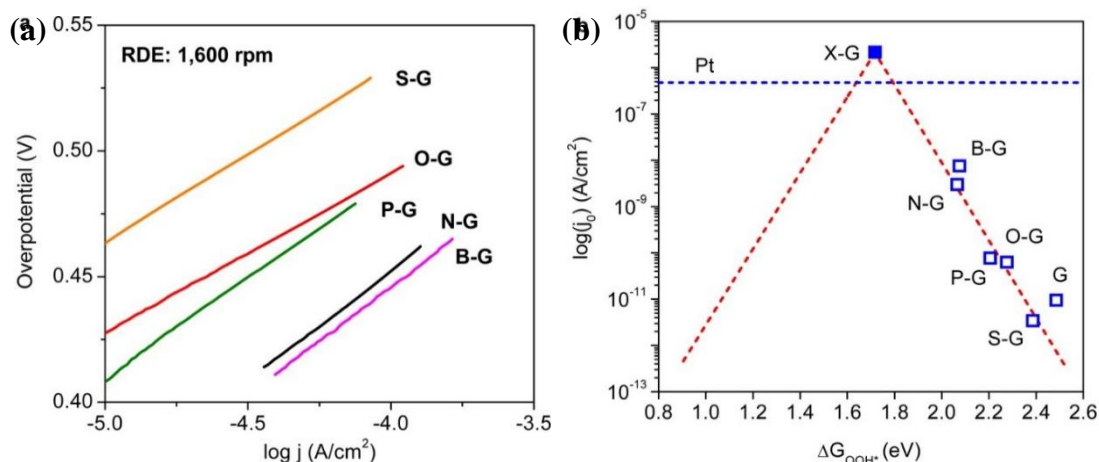 (a)
a
RDE: 1,600 rpm
S-G
O-G
P-G
N-G
B-G
0.55
0.50
0.45
0.40
Overpotential (V)
-5.0 -4.5 -4.0 -3.5
log j (A/cm²)
(b)
b
X-G
Pt
B-G
N-G
O-G
P-G
G
S-G
10⁻⁵
10⁻⁷
10⁻⁹
10⁻¹¹
10⁻¹³
log(j₀) (A/cm²)
0.8 1.0 1.2 1.4 1.6 1.8 2.0 2.2 2.4 2.6
ΔG_OOH* (eV)